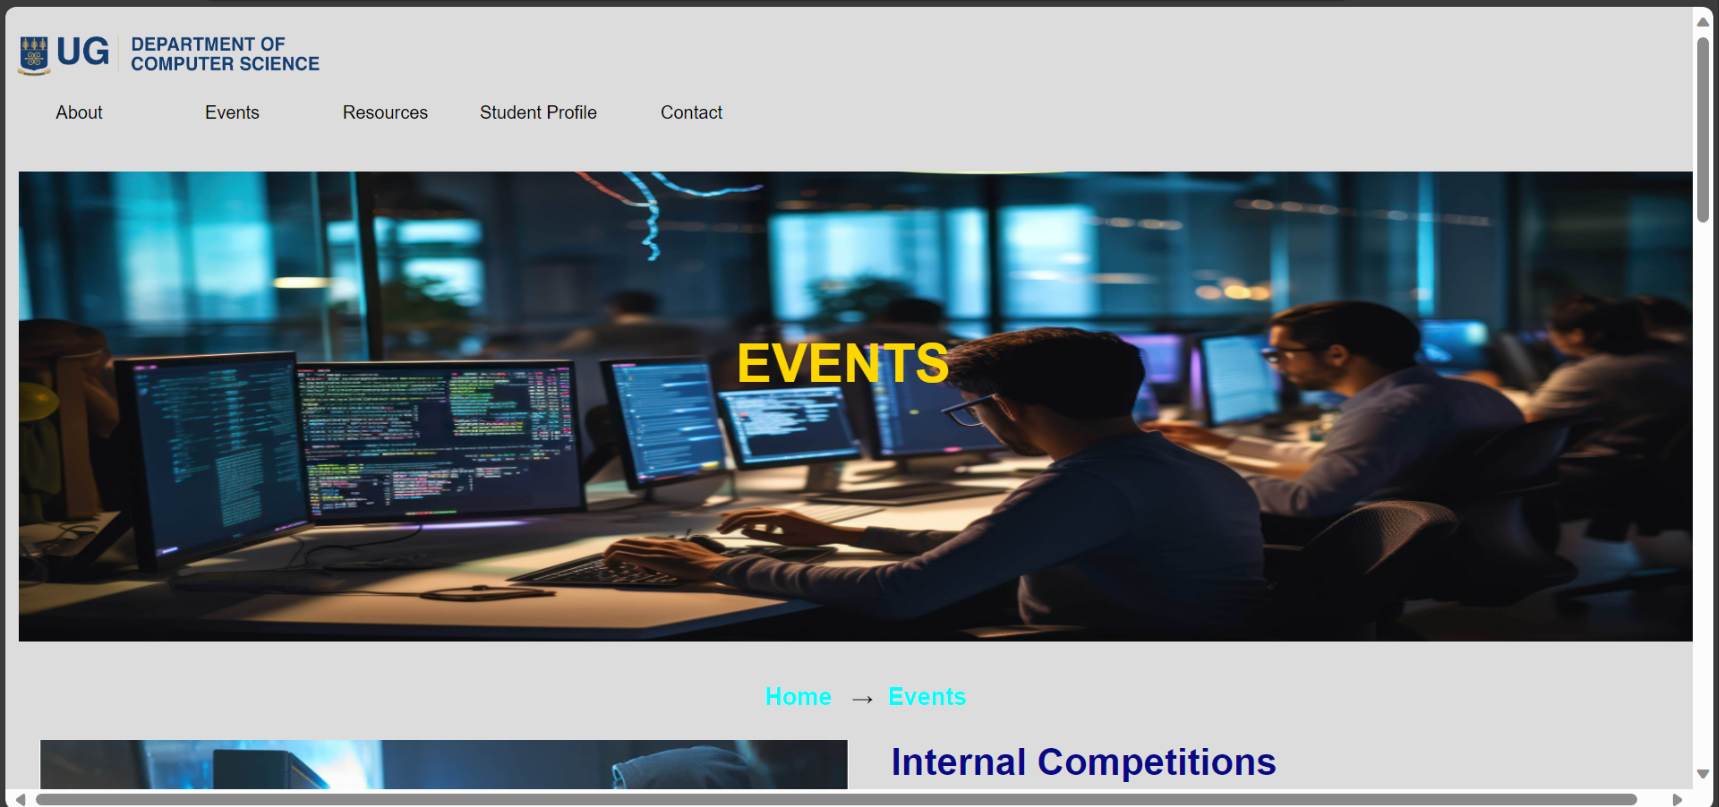 UG
DEPARTMENT OF
COMPUTER SCIENCE
About Events Resources Student Profile Contact
EVENTS
Home → Events
Internal Competitions